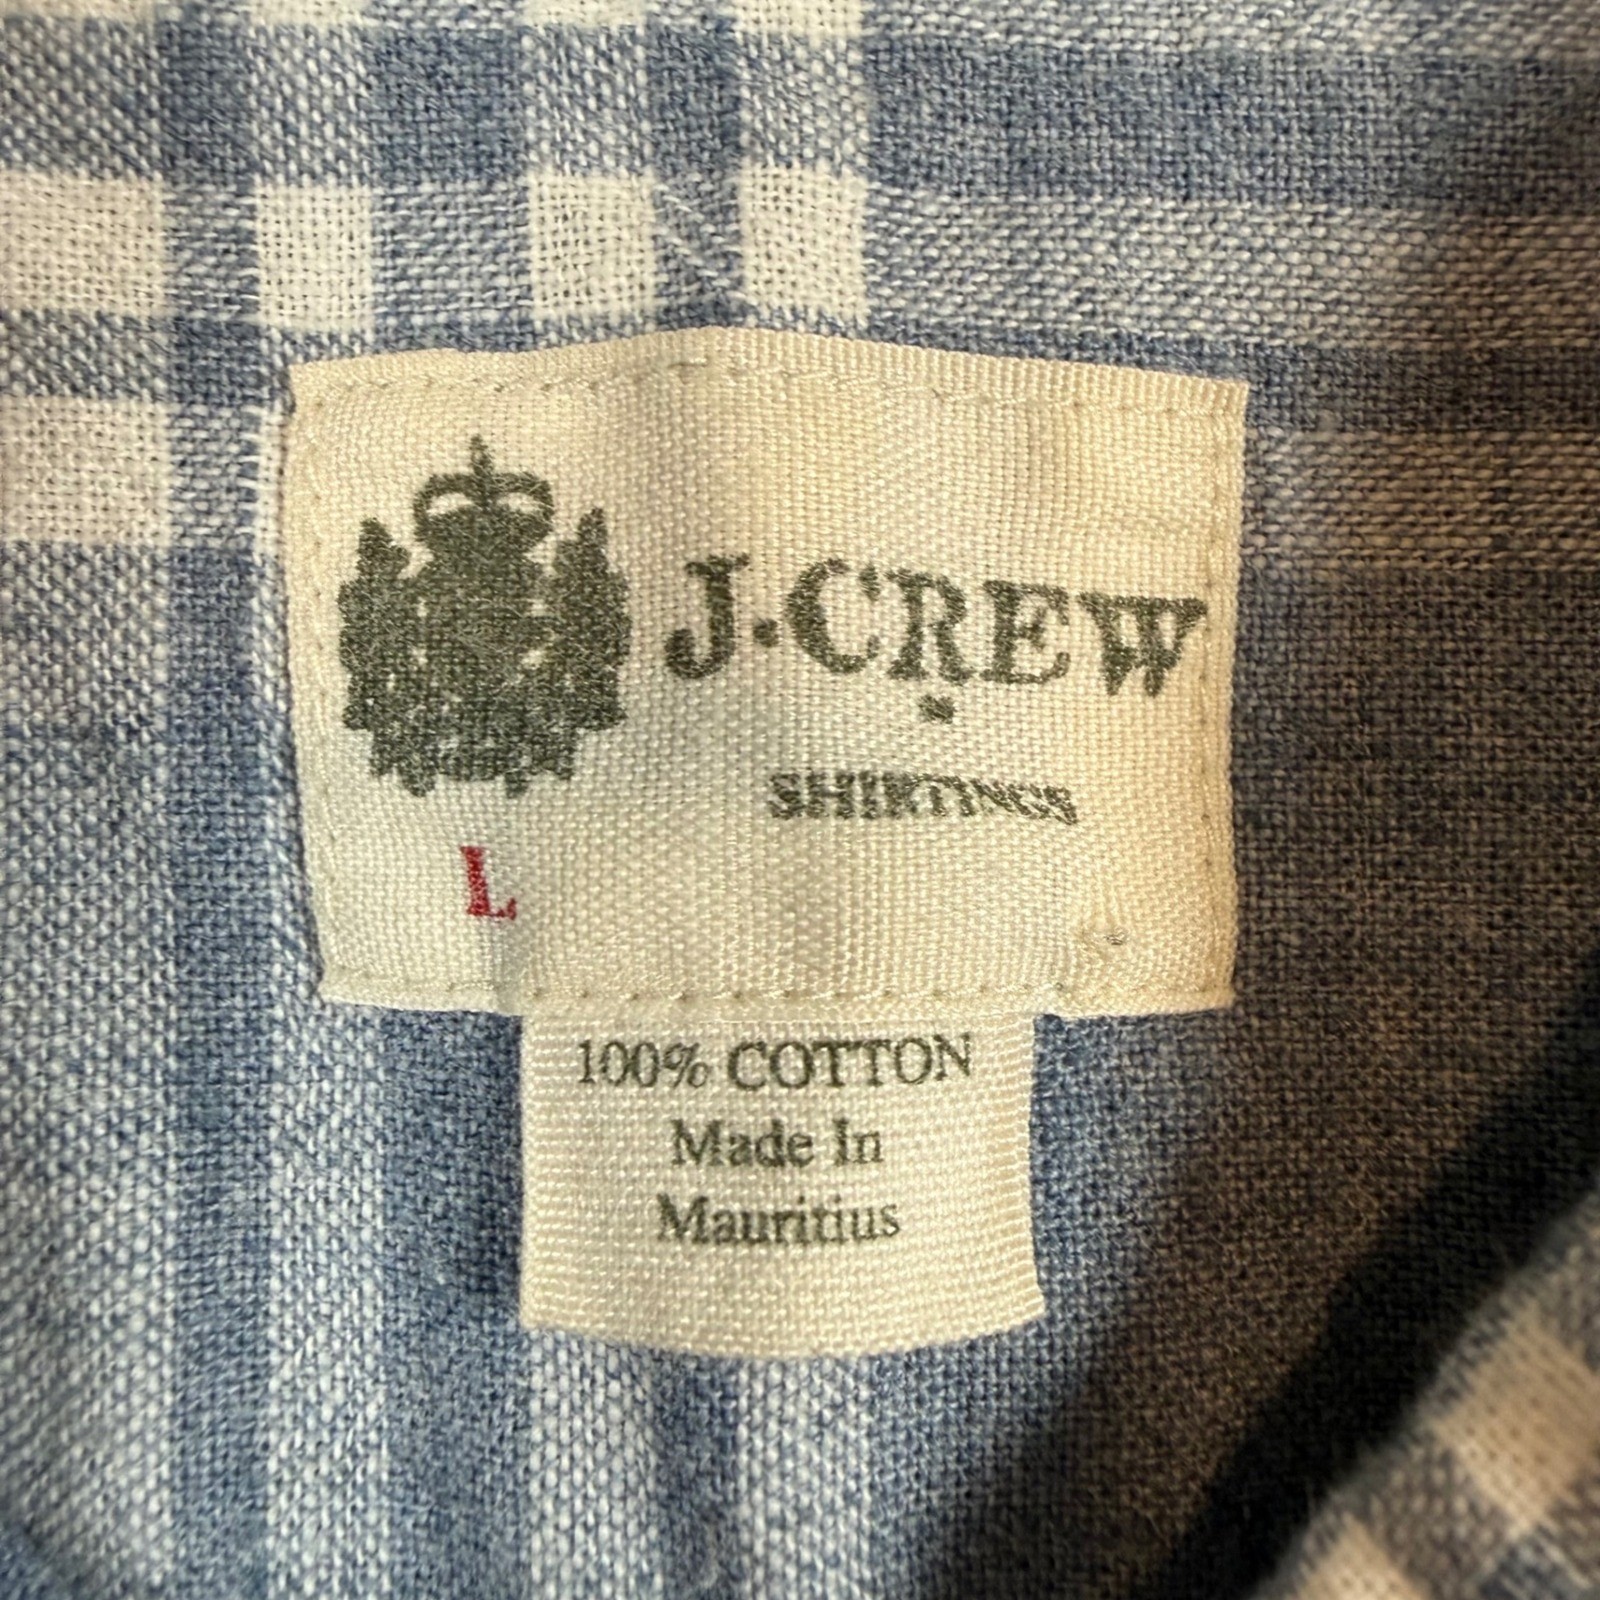 J.CREW
SHIRTINGS
L
100% COTTON
Made In
Mauritius